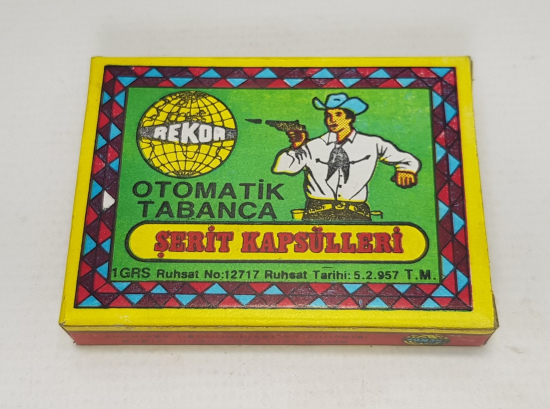 REKOR
OTOMATİK
TABANCA
ŞERİT KAPSÜLLERİ
1GRS Ruhsat No:12717 Ruhsat Tarihi: 5.2.957 T.M.